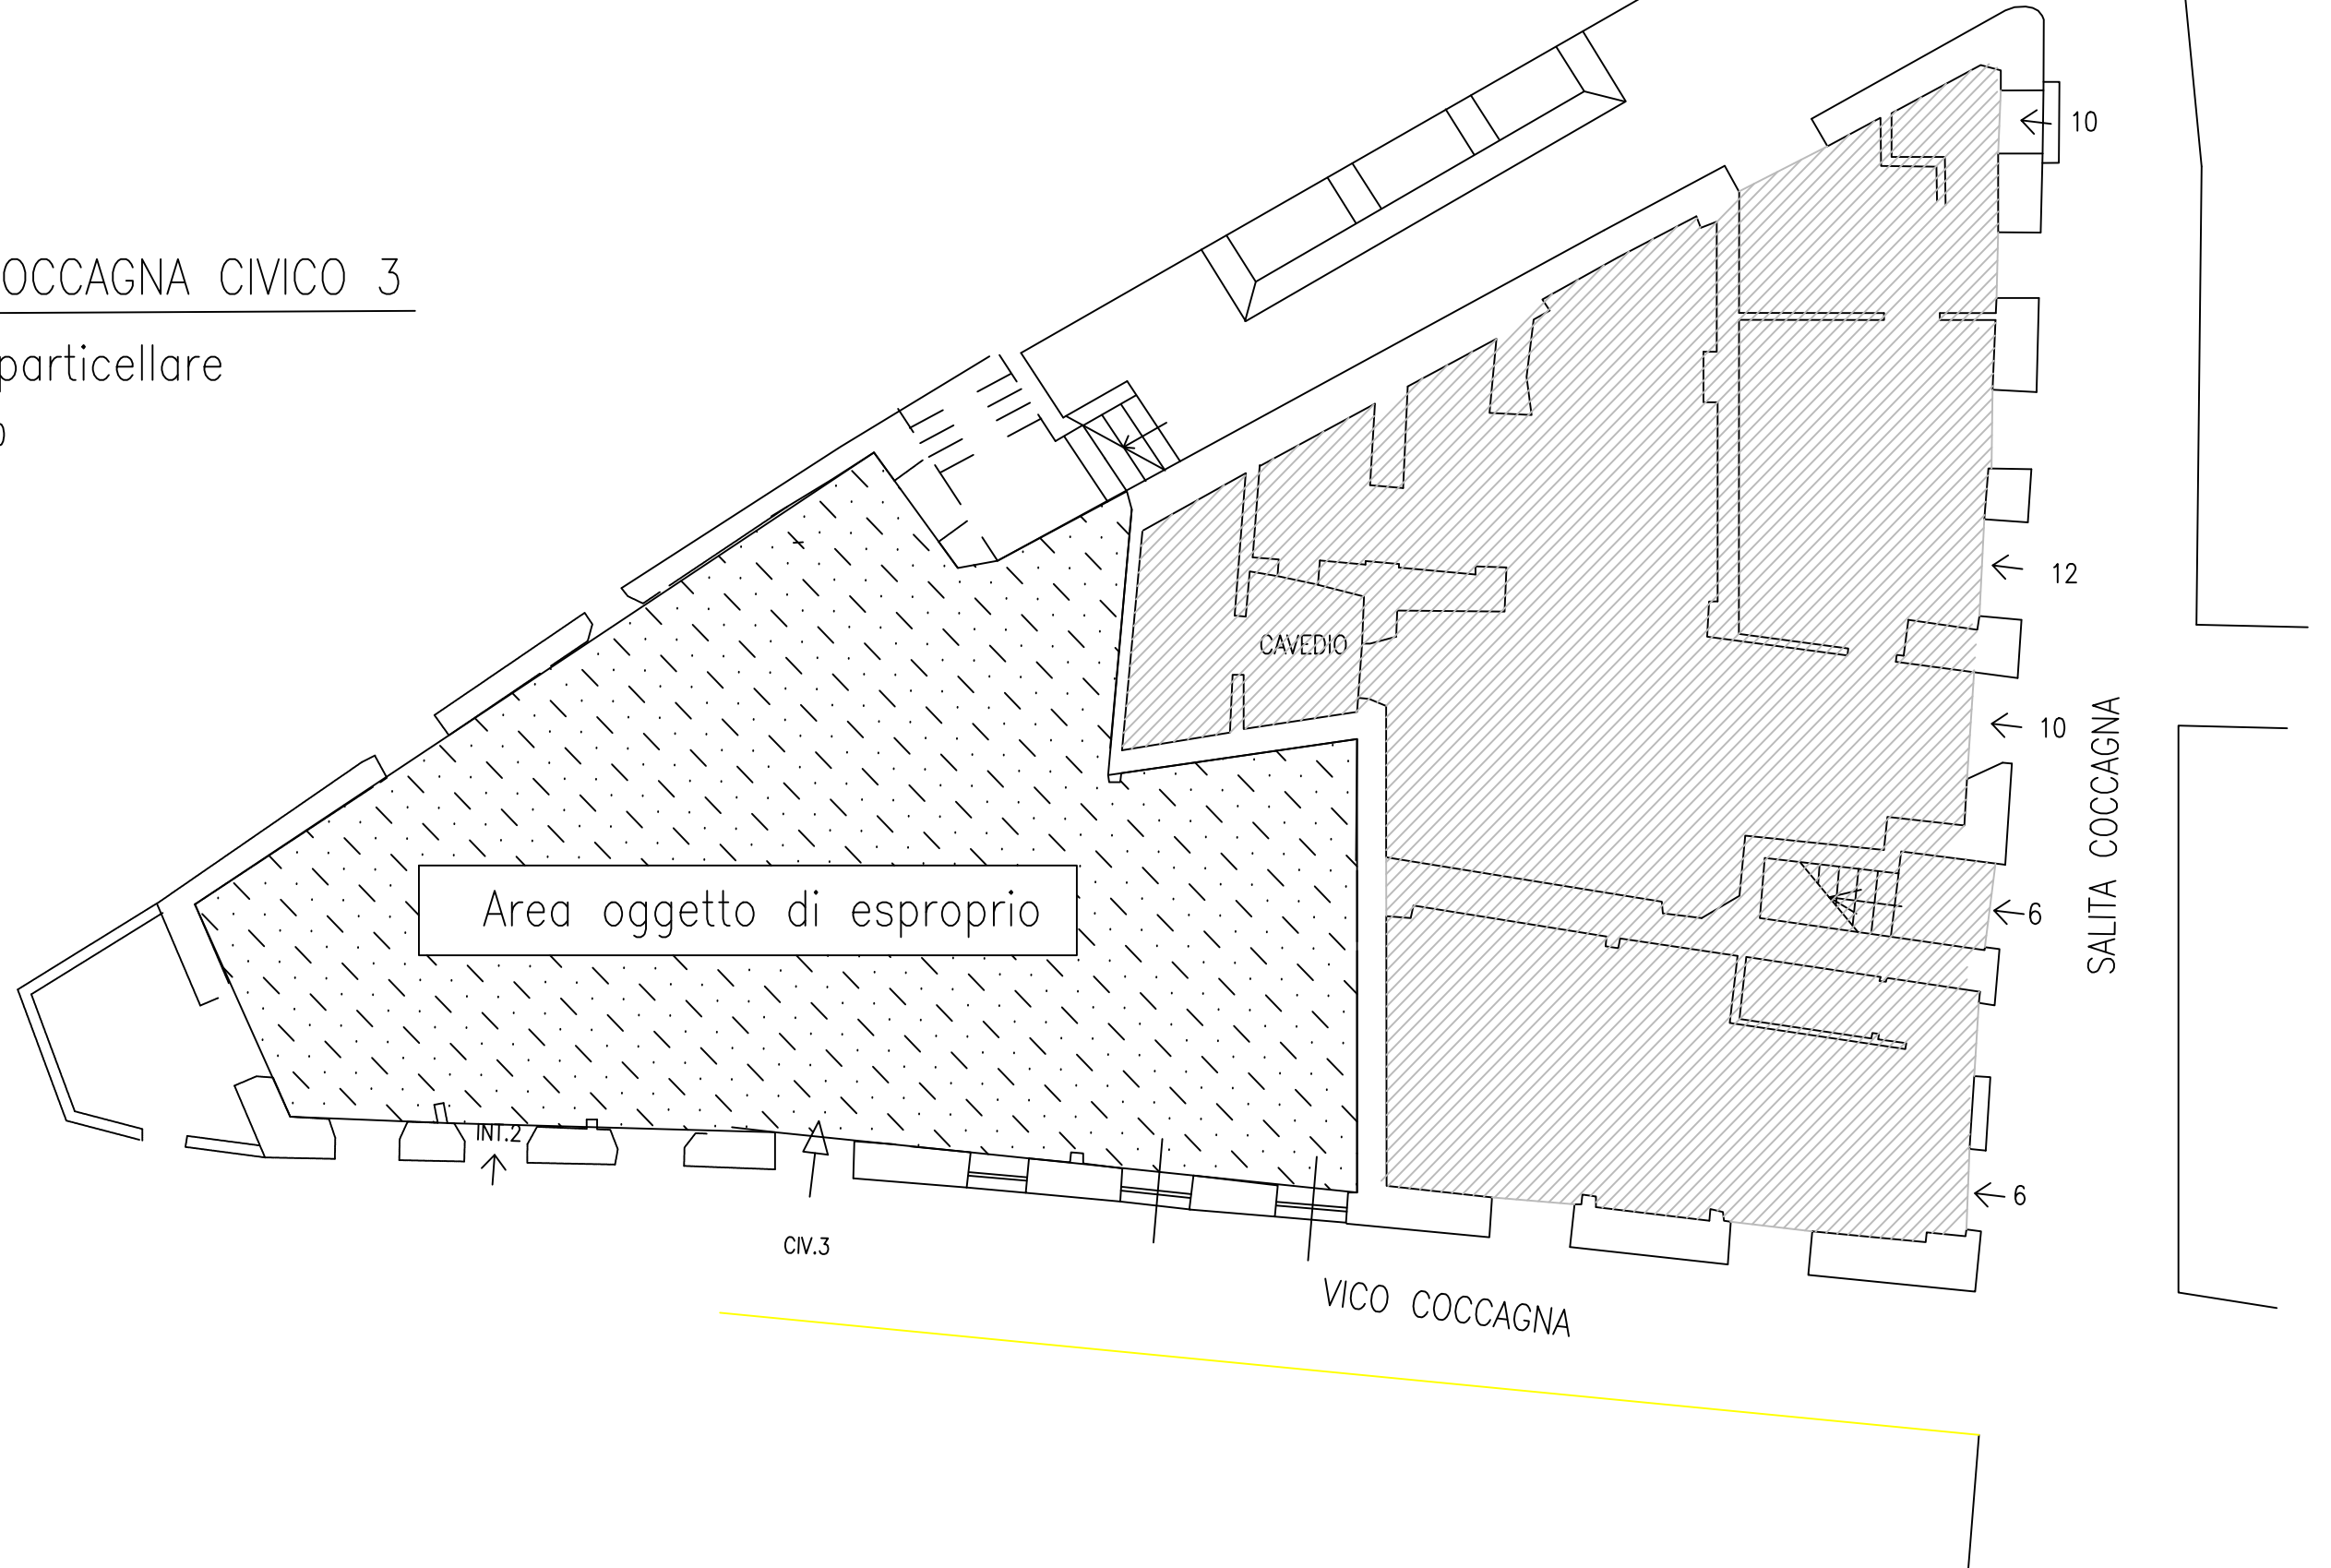 OCCAGNA CIVICO 3
particellare
o
10
12
CAVEDIO
10
SALITA COCCAGNA
Area oggetto di esproprio
6
INT.2
6
CIV.3
VICO COCCAGNA